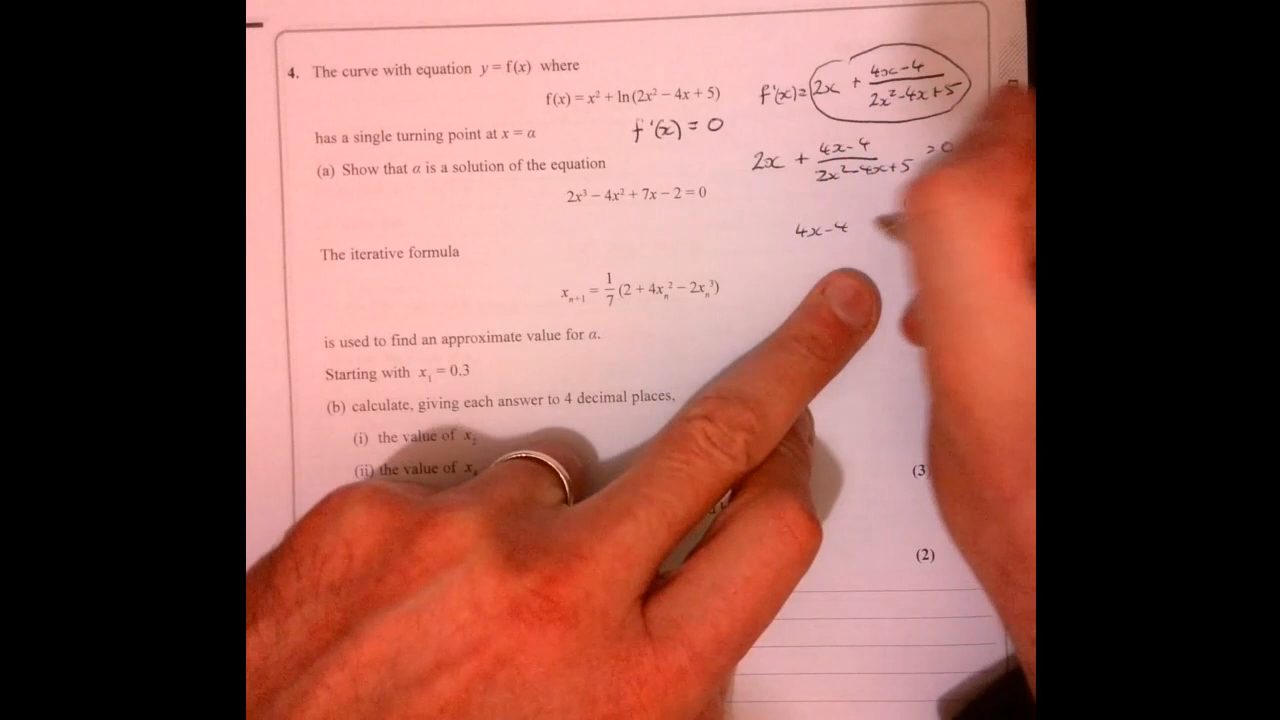 4. The curve with equation y = f(x) where
f(x) = x² + ln(2x² − 4x + 5)
f'(x) = 2x + (4x − 4)/(2x² − 4x + 5)
has a single turning point at x = α
f'(x) = 0
2x + (4x − 4)/(2x² − 4x + 5) = 0
(a) Show that α is a solution of the equation
2x³ − 4x² + 7x − 2 = 0
4x − 4
The iterative formula
xₙ₊₁ = 1/7 (2 + 4xₙ² − 2xₙ³)
is used to find an approximate value for α.
Starting with x₁ = 0.3
(b) calculate, giving each answer to 4 decimal places,
(i) the value of x₂
(ii) the value of x
(3
(2)